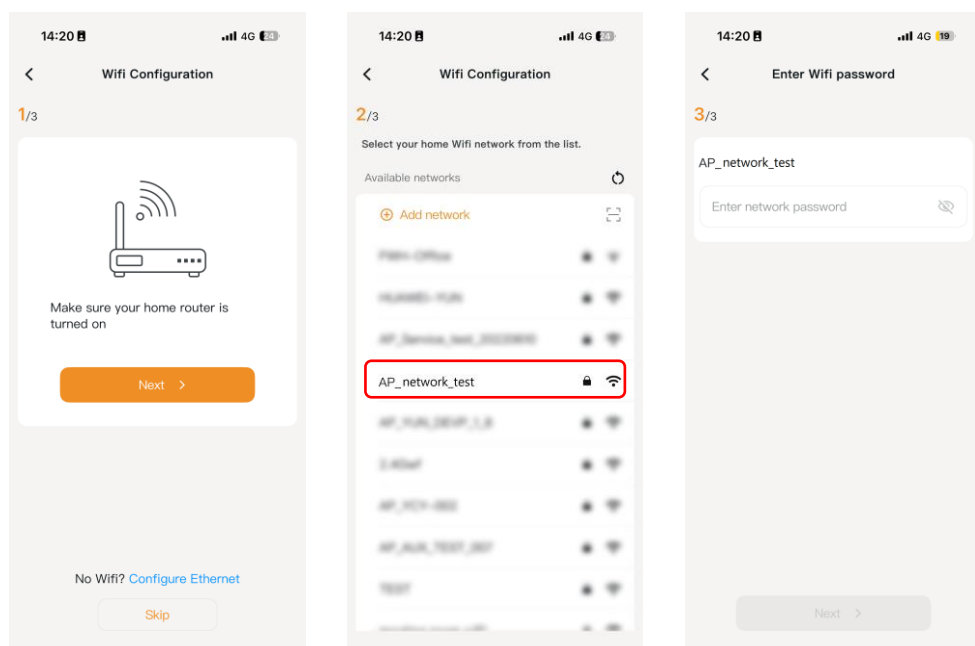 14:20 4G 24
Wifi Configuration
1/3
Make sure your home router is
turned on
Next >
No Wifi? Configure Ethernet
Skip
14:20 4G 24
Wifi Configuration
2/3
Select your home Wifi network from the list.
Available networks
Add network
HUAWEI-YUN
AP_network_test
TEST
14:20 4G 19
Enter Wifi password
3/3
AP_network_test
Enter network password
Next >